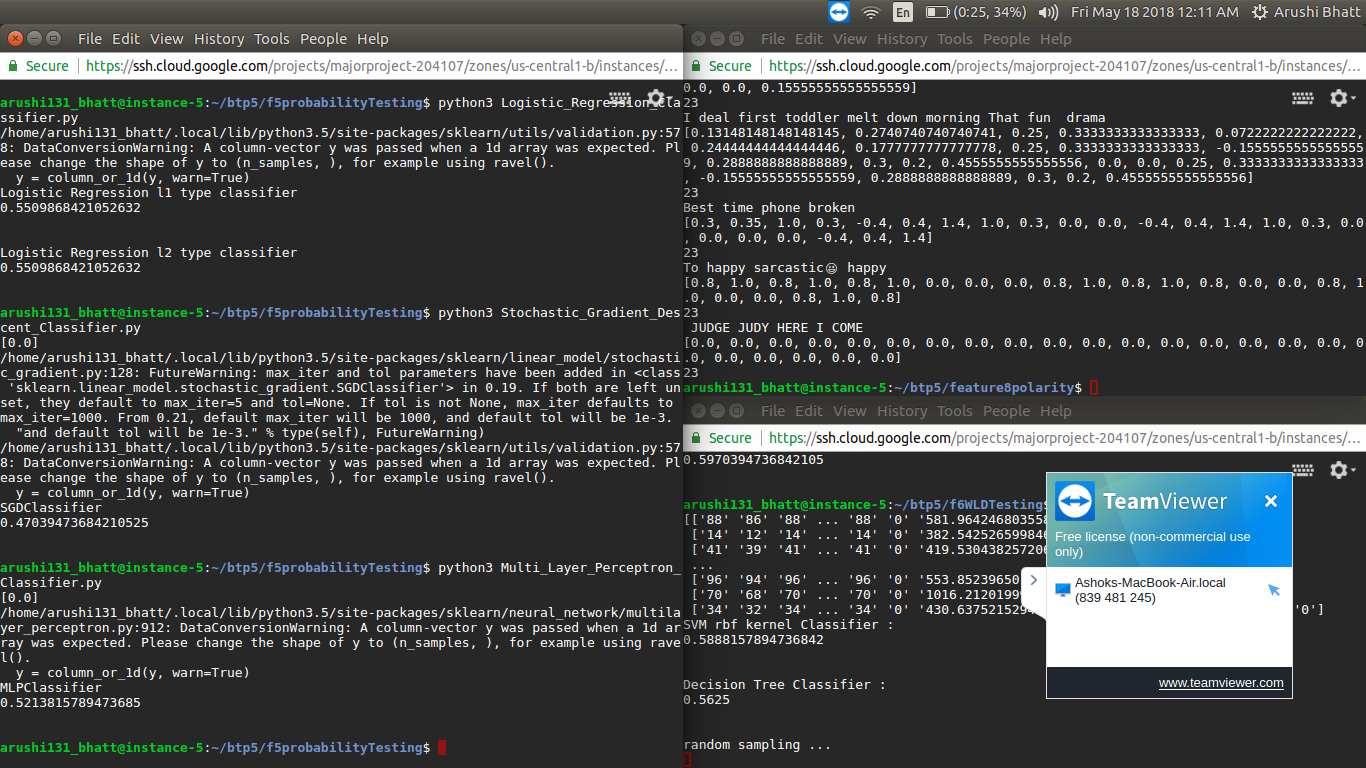 En (0:25, 34%) Fri May 18 2018 12:11 AM Arushi Bhatt
File Edit View History Tools People Help
Secure https://ssh.cloud.google.com/projects/majorproject-204107/zones/us-central1-b/instances/…
arushi131_bhatt@instance-5:~/btp5/f5probabilityTesting$ python3 Logistic_Regression_Cla
ssifier.py
/home/arushi131_bhatt/.local/lib/python3.5/site-packages/sklearn/utils/validation.py:57
8: DataConversionWarning: A column-vector y was passed when a 1d array was expected. Pl
ease change the shape of y to (n_samples, ), for example using ravel().
  y = column_or_1d(y, warn=True)
Logistic Regression l1 type classifier
0.5509868421052632
Logistic Regression l2 type classifier
0.5509868421052632
arushi131_bhatt@instance-5:~/btp5/f5probabilityTesting$ python3 Stochastic_Gradient_Des
cent_Classifier.py
[0.0]
/home/arushi131_bhatt/.local/lib/python3.5/site-packages/sklearn/linear_model/stochasti
c_gradient.py:128: FutureWarning: max_iter and tol parameters have been added in <class
 'sklearn.linear_model.stochastic_gradient.SGDClassifier'> in 0.19. If both are left un
set, they default to max_iter=5 and tol=None. If tol is not None, max_iter defaults to
max_iter=1000. From 0.21, default max_iter will be 1000, and default tol will be 1e-3.
  "and default tol will be 1e-3." % type(self), FutureWarning)
/home/arushi131_bhatt/.local/lib/python3.5/site-packages/sklearn/utils/validation.py:57
8: DataConversionWarning: A column-vector y was passed when a 1d array was expected. Pl
ease change the shape of y to (n_samples, ), for example using ravel().
  y = column_or_1d(y, warn=True)
SGDClassifier
0.47039473684210525
arushi131_bhatt@instance-5:~/btp5/f5probabilityTesting$ python3 Multi_Layer_Perceptron_
Classifier.py
[0.0]
/home/arushi131_bhatt/.local/lib/python3.5/site-packages/sklearn/neural_network/multila
yer_perceptron.py:912: DataConversionWarning: A column-vector y was passed when a 1d ar
ray was expected. Please change the shape of y to (n_samples, ), for example using rave
l().
  y = column_or_1d(y, warn=True)
MLPClassifier
0.5213815789473685
arushi131_bhatt@instance-5:~/btp5/f5probabilityTesting$
File Edit View History Tools People Help
Secure https://ssh.cloud.google.com/projects/majorproject-204107/zones/us-central1-b/instances/…
0.0, 0.0, 0.15555555555555559]
23
I deal first toddler melt down morning That fun  drama
[0.13148148148148145, 0.2740740740740741, 0.25, 0.3333333333333333, 0.0722222222222222,
 0.24444444444444446, 0.1777777777777778, 0.25, 0.3333333333333333, -0.1555555555555555
9, 0.2888888888888889, 0.3, 0.2, 0.4555555555555556, 0.0, 0.0, 0.25, 0.3333333333333333
, -0.15555555555555559, 0.2888888888888889, 0.3, 0.2, 0.4555555555555556]
23
Best time phone broken
[0.3, 0.35, 1.0, 0.3, -0.4, 0.4, 1.4, 1.0, 0.3, 0.0, 0.0, -0.4, 0.4, 1.4, 1.0, 0.3, 0.0
, 0.0, 0.0, 0.0, -0.4, 0.4, 1.4]
23
To happy sarcastic😫 happy
[0.8, 1.0, 0.8, 1.0, 0.8, 1.0, 0.0, 0.0, 0.0, 0.8, 1.0, 0.8, 1.0, 0.8, 0.0, 0.0, 0.8, 1
.0, 0.0, 0.0, 0.8, 1.0, 0.8]
23
 JUDGE JUDY HERE I COME
[0.0, 0.0, 0.0, 0.0, 0.0, 0.0, 0.0, 0.0, 0.0, 0.0, 0.0, 0.0, 0.0, 0.0, 0.0, 0.0, 0.0, 0
.0, 0.0, 0.0, 0.0, 0.0, 0.0]
23
arushi131_bhatt@instance-5:~/btp5/feature8polarity$
File Edit View History Tools People Help
Secure https://ssh.cloud.google.com/projects/majorproject-204107/zones/us-central1-b/instances/…
0.5970394736842105
arushi131_bhatt@instance-5:~/btp5/f6WLDTesting$
[['88' '86' '88' ... '88' '0' '581.964246803558
 ['14' '12' '14' ... '14' '0' '382.542526599846
 ['41' '39' '41' ... '41' '0' '419.530438257206
 ...
 ['96' '94' '96' ... '96' '0' '553.852396501
 ['70' '68' '70' ... '70' '0' '1016.2120199
 ['34' '32' '34' ... '34' '0' '430.637521529 '0']
SVM rbf kernel Classifier :
0.5888157894736842
Decision Tree Classifier :
0.5625
random sampling ...
TeamViewer
Free license (non-commercial use
only)
Ashoks-MacBook-Air.local
(839 481 245)
www.teamviewer.com